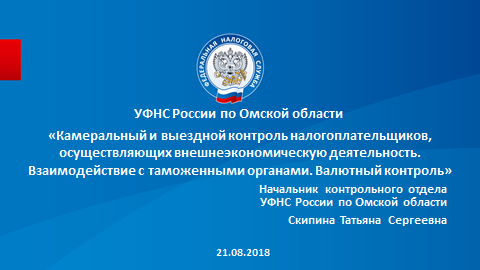 ФЕДЕРАЛЬНАЯ НАЛОГОВАЯ СЛУЖБА
УФНС России по Омской области
«Камеральный и выездной контроль налогоплательщиков,
осуществляющих внешнеэкономическую деятельность.
Взаимодействие с таможенными органами. Валютный контроль»
Начальник контрольного отдела
УФНС России по Омской области
Скипина Татьяна Сергеевна
21.08.2018